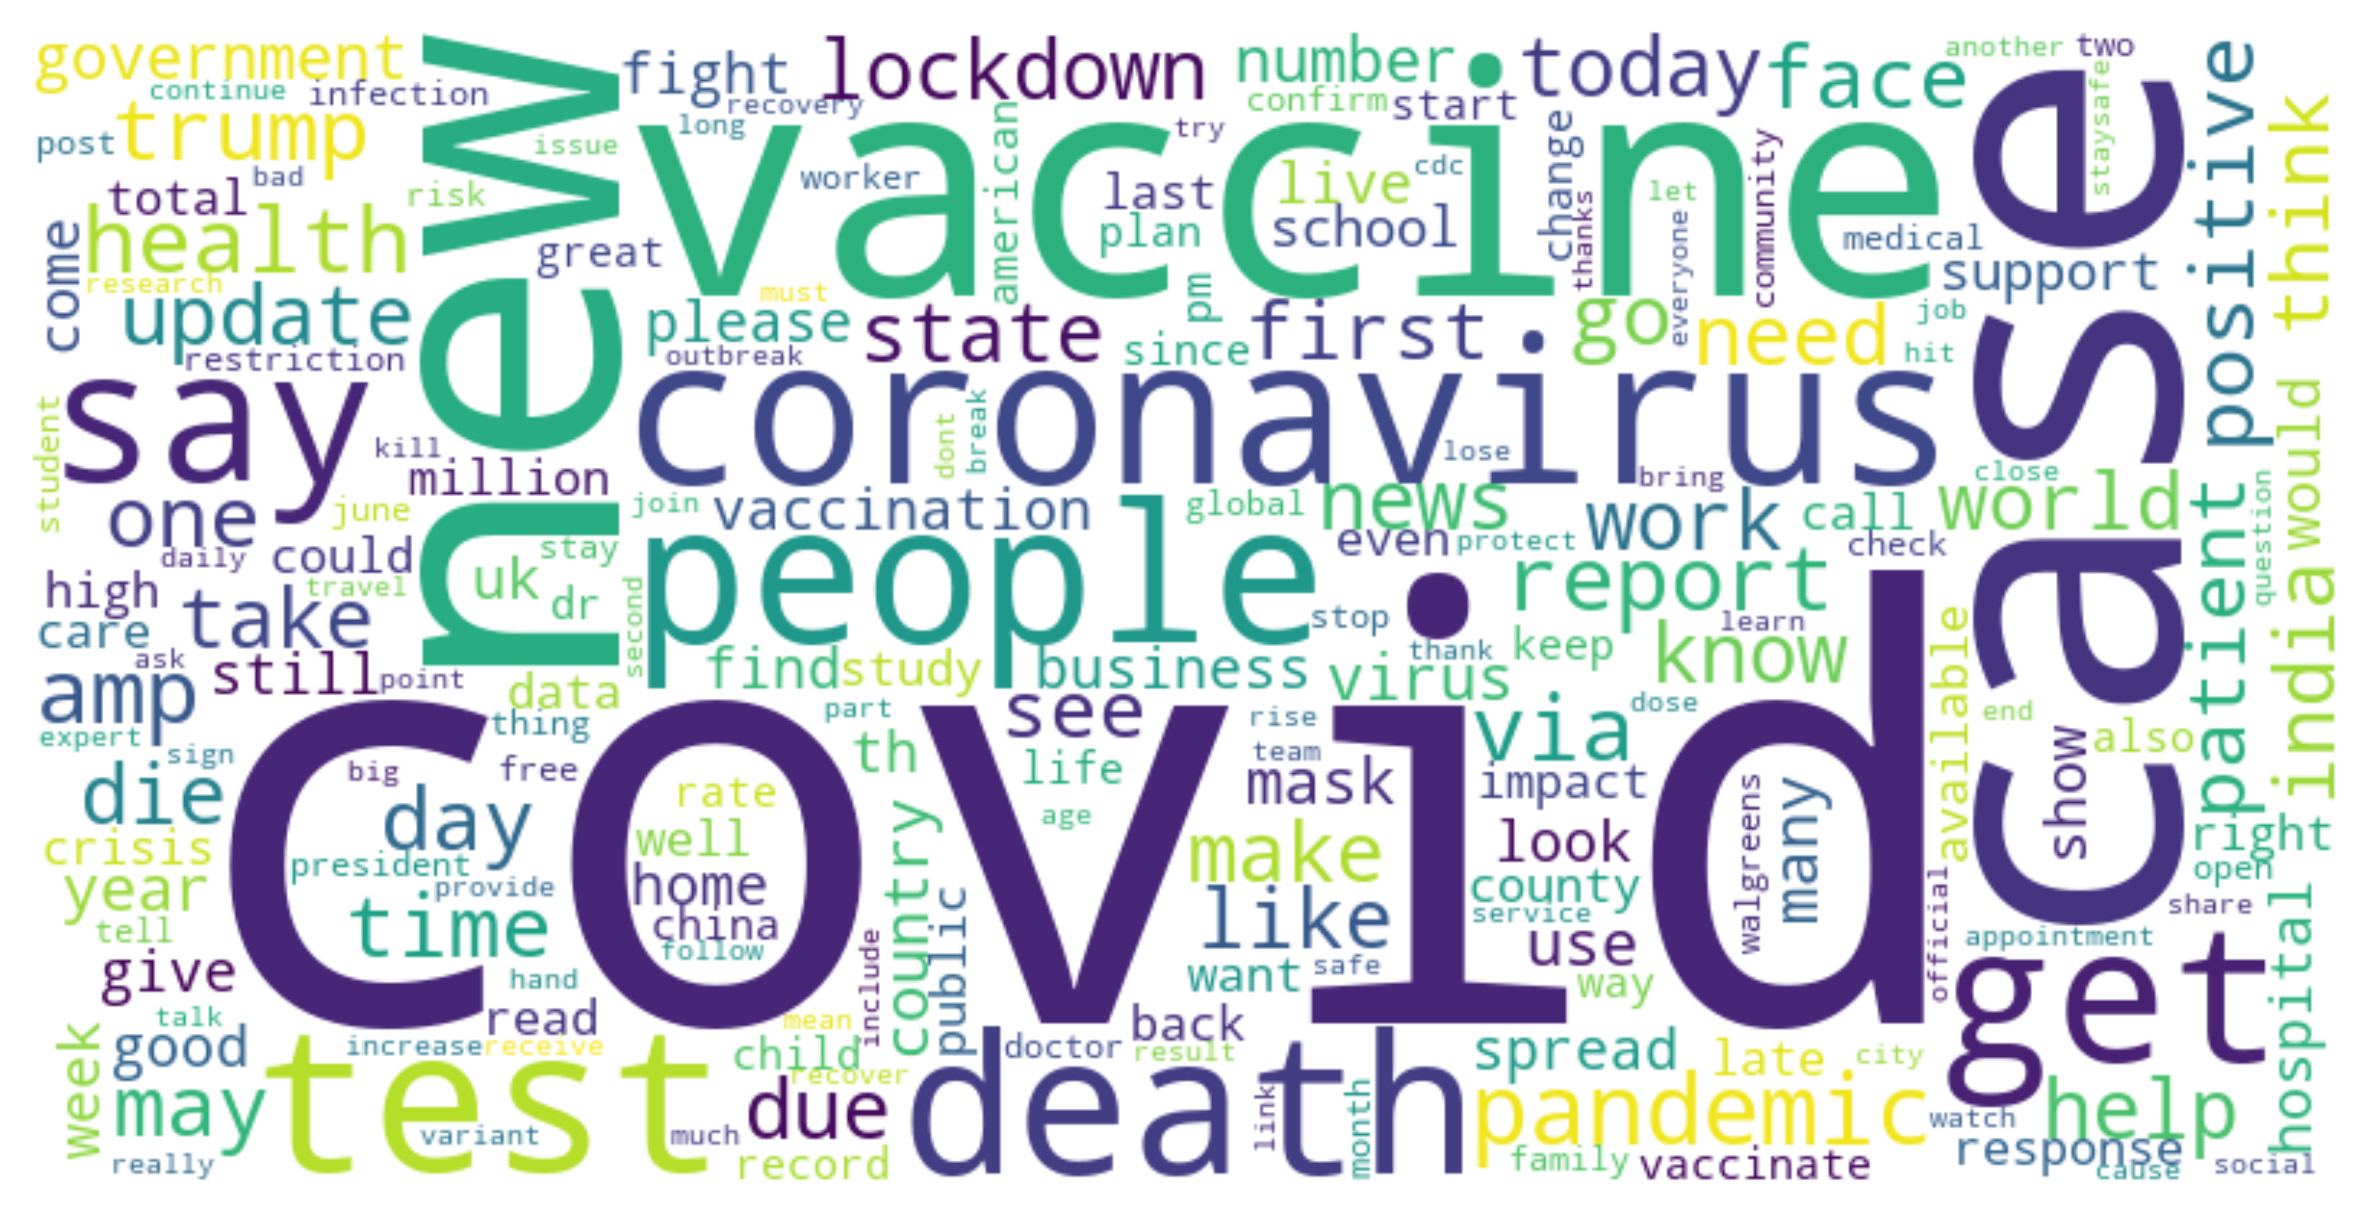 government
continue
infection
post
trump
total
bad
come
health
research
update
restriction
risk
issue
great
new
fight
recovery
long
lockdown
number
confirm
start
today
face
another
two
staysafe
vaccine
american
worker
try
last
plan
live
cdc
school
change
thanks
let
everyone
community
medical
support
positive
think
case
please
must
outbreak
state
pm
since
first
go
need
job
hit
say
student
kill
million
one
june
daily
could
high
travel
care
take
uk
stay
dr
second
coronavirus
dont
break
lose
bring
close
join
vaccination
global
news
work
call
world
people
even
protect
check
report
stop
learn
thank
keep
know
question
would
patient
india
ask
amp
still
point
data
find
study
business
virus
available
expert
sign
thing
part
see
rise
team
via
dose
end
also
show
covid
die
big
free
th
life
mask
impact
walgreens
many
crisis
day
rate
well
age
country
make
look
right
president
provide
year
home
china
follow
time
tell
like
county
service
open
share
official
appointment
hospital
give
hand
include
public
want
safe
use
way
get
talk
read
mean
back
week
good
increase
receive
child
recover
doctor
result
spread
late
city
may
test
variant
much
due
record
death
link
month
pandemic
family
vaccinate
watch
help
response
cause
social
really